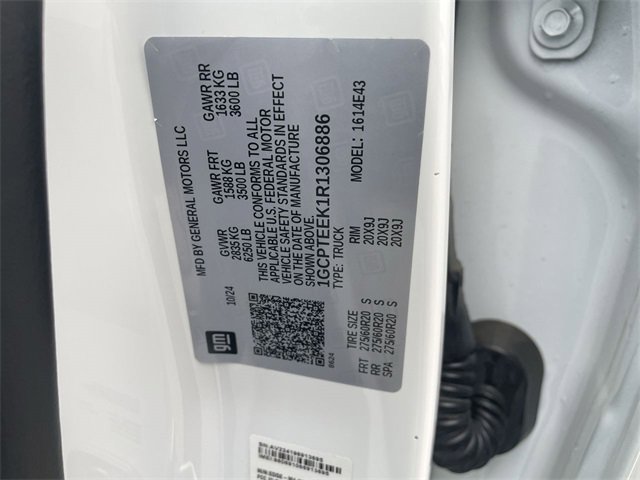 MFD BY GENERAL MOTORS LLC
10/24
GVWR
2835 KG
6250 LB
GAWR FRT
1588 KG
3500 LB
GAWR RR
1633 KG
3600 LB
THIS VEHICLE CONFORMS TO ALL
APPLICABLE U.S. FEDERAL MOTOR
VEHICLE SAFETY STANDARDS IN EFFECT
ON THE DATE OF MANUFACTURE
SHOWN ABOVE.
1GCPTEEK1R1306886
TYPE: TRUCK
MODEL: 1614E43
gm
8624
TIRE SIZE RIM
FRT 275/60R20 S 20X9J
RR 275/60R20 S 20X9J
SPA 275/60R20 S 20X9J